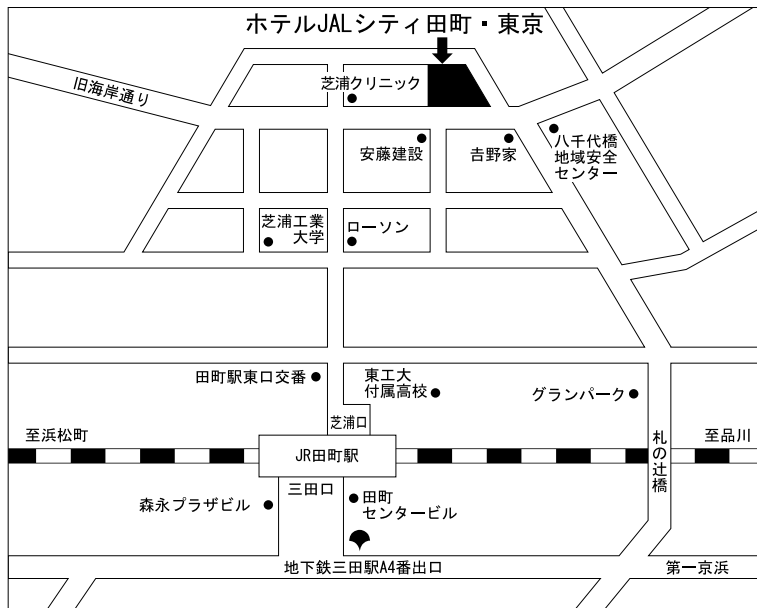 ホテルJALシティ田町・東京
旧海岸通り
芝浦クリニック
安藤建設
吉野家
八千代橋
地域安全
センター
芝浦工業
大学
ローソン
田町駅東口交番
東工大
付属高校
グランパーク
芝浦口
至浜松町
JR田町駅
札の辻橋
至品川
三田口
森永プラザビル
田町
センタービル
地下鉄三田駅A4番出口
第一京浜